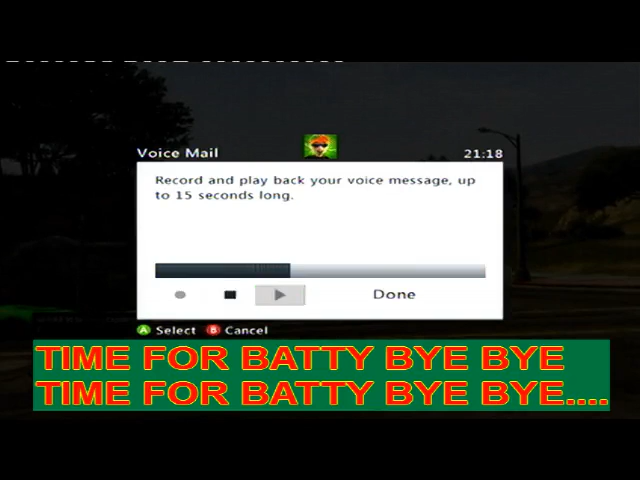 Voice Mail
21:18
Record and play back your voice message, up
to 15 seconds long.
Done
A Select B Cancel
TIME FOR BATTY BYE BYE
TIME FOR BATTY BYE BYE....